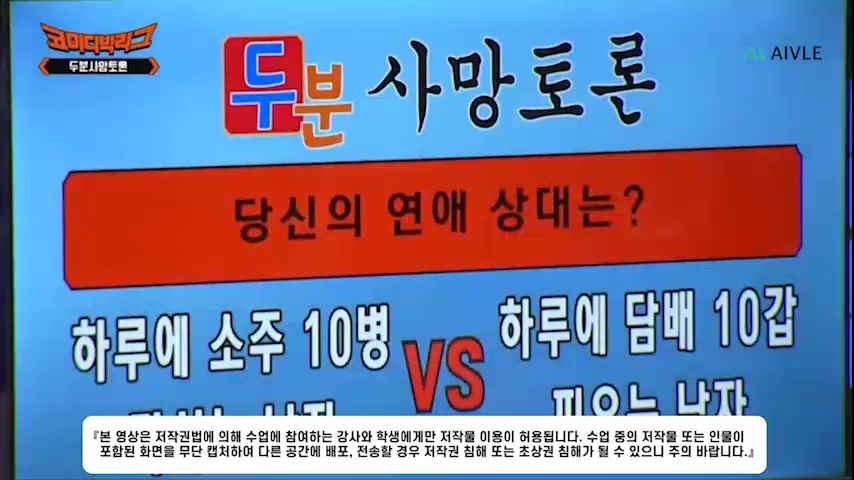 코미디빅리그
두분사망토론
AIVLE
두분 사망토론
당신의 연애 상대는?
하루에 소주 10병
VS
하루에 담배 10갑
피우는 남자
『본 영상은 저작권법에 의해 수업에 참여하는 강사와 학생에게만 저작물 이용이 허용됩니다. 수업 중의 저작물 또는 인물이
포함된 화면을 무단 캡처하여 다른 공간에 배포, 전송할 경우 저작권 침해 또는 초상권 침해가 될 수 있으니 주의 바랍니다.』